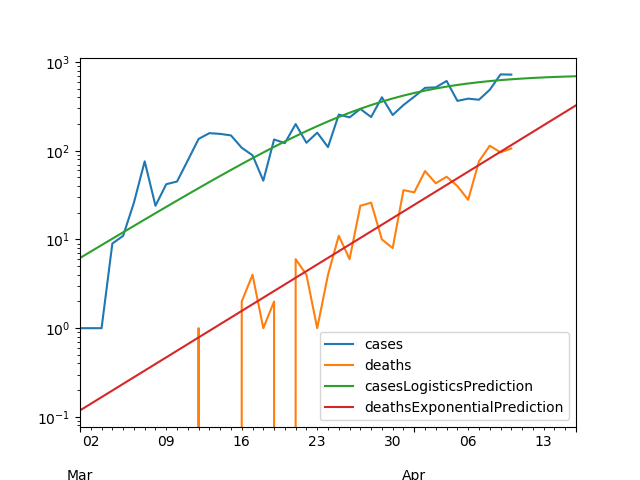 10³
10²
10¹
10⁰
10⁻¹
cases
deaths
casesLogisticsPrediction
deathsExponentialPrediction
02 09 16 23 30 06 13
Mar Apr